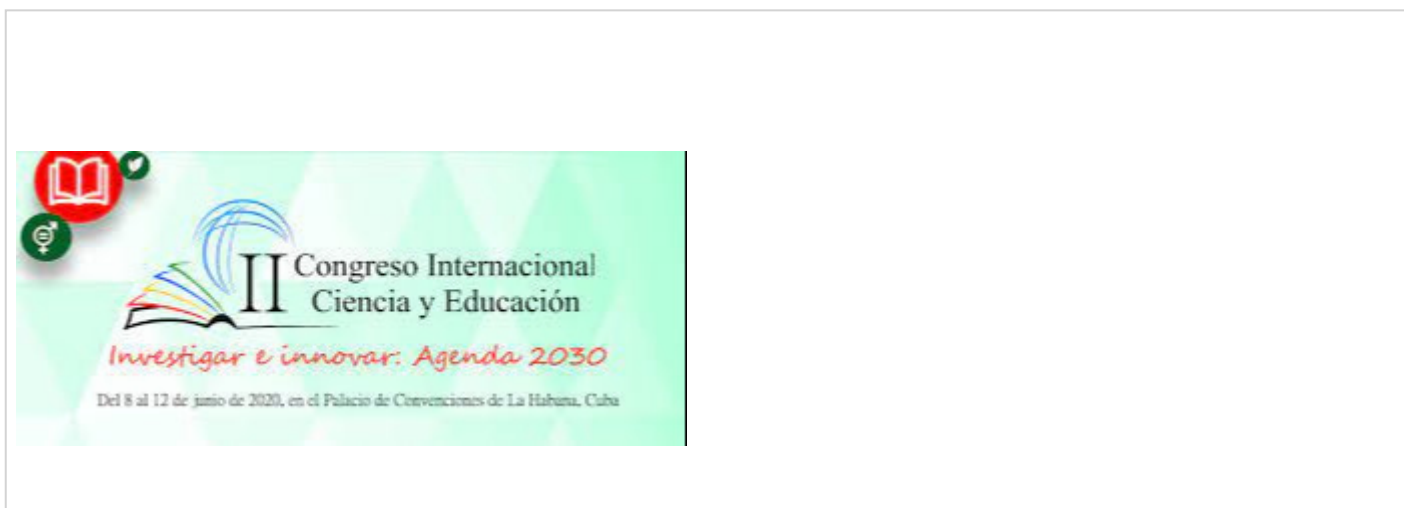 II Congreso Internacional
Ciencia y Educación
Investigar e innovar: Agenda 2030
Del 8 al 12 de junio de 2020, en el Palacio de Convenciones de La Habana, Cuba